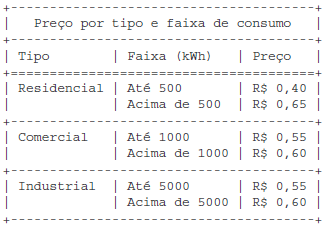 Preço por tipo e faixa de consumo
Tipo | Faixa (kWh) | Preço
Residencial | Até 500 | R$ 0,40
| Acima de 500 | R$ 0,65
Comercial | Até 1000 | R$ 0,55
| Acima de 1000 | R$ 0,60
Industrial | Até 5000 | R$ 0,55
| Acima de 5000 | R$ 0,60